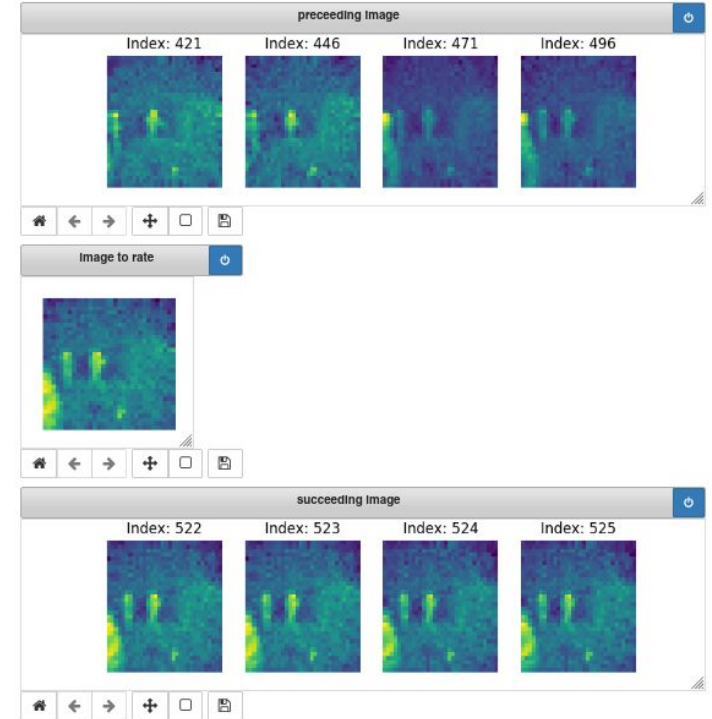 preceeding image
Index: 421 Index: 446 Index: 471 Index: 496
Image to rate
succeeding image
Index: 522 Index: 523 Index: 524 Index: 525